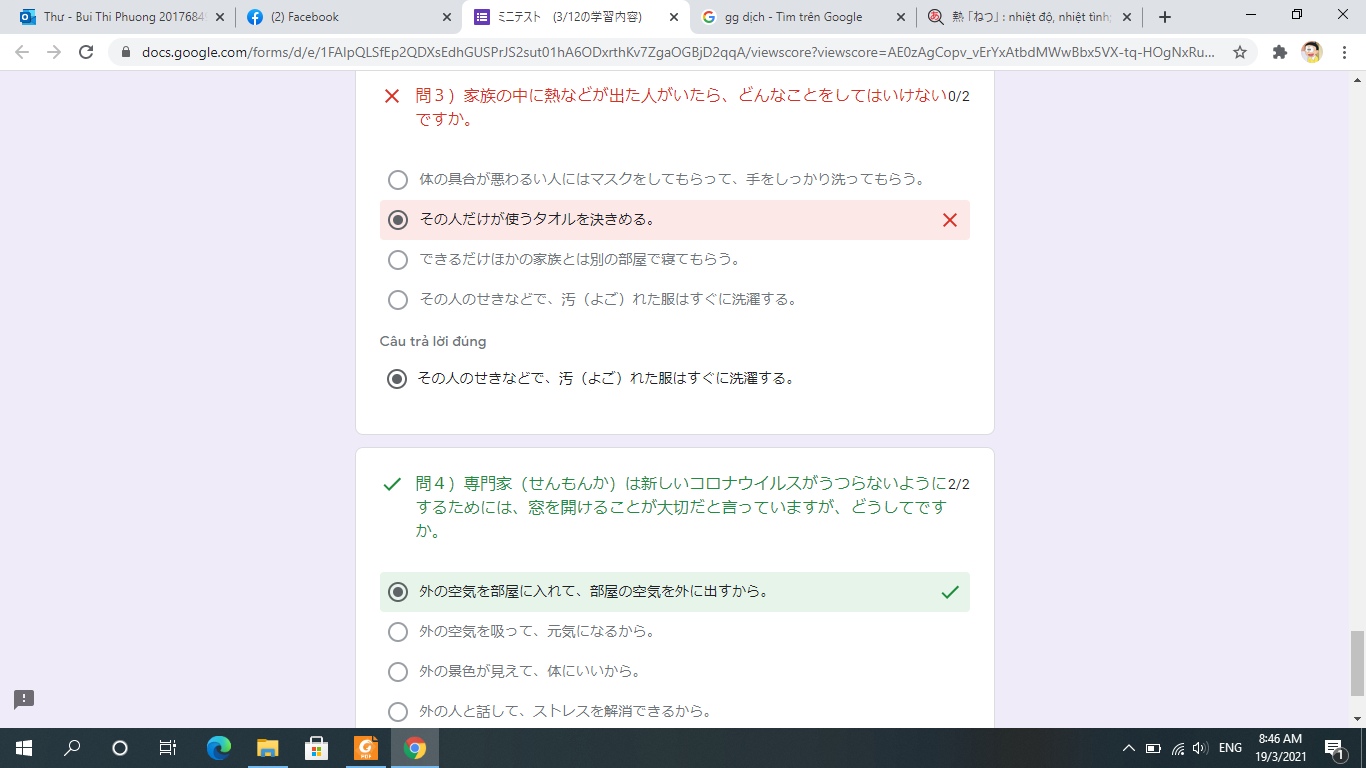 Thư - Bui Thi Phuong 2017684
(2) Facebook
ミニテスト　(3/12の学習内容)
gg dịch - Tìm trên Google
熱「ねつ」: nhiệt độ, nhiệt tình;
docs.google.com/forms/d/e/1FAIpQLSfEp2QDXsEdhGUSPrJS2sut01hA6ODxrthKv7ZgaOGBjD2qqA/viewscore?viewscore=AE0zAgCopv_vErYxAtbdMWwBbx5VX-tq-HOgNxRu...
問３）家族の中に熱などが出た人がいたら、どんなことをしてはいけない 0/2
ですか。
体の具合が悪わるい人にはマスクをしてもらって、手をしっかり洗ってもらう。
その人だけが使うタオルを決きめる。
できるだけほかの家族とは別の部屋で寝てもらう。
その人のせきなどで、汚（よご）れた服はすぐに洗濯する。
Câu trả lời đúng
その人のせきなどで、汚（よご）れた服はすぐに洗濯する。
問４）専門家（せんもんか）は新しいコロナウイルスがうつらないように 2/2
するためには、窓を開けることが大切だと言っていますが、どうしてです
か。
外の空気を部屋に入れて、部屋の空気を外に出すから。
外の空気を吸って、元気になるから。
外の景色が見えて、体にいいから。
外の人と話して、ストレスを解消できるから。
ENG
8:46 AM
19/3/2021
1